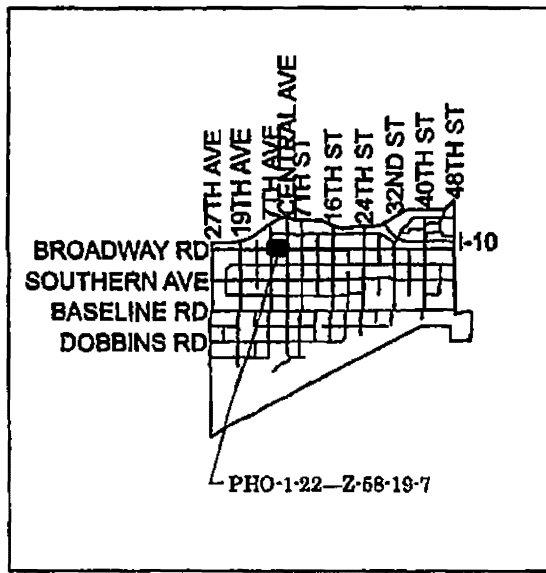 27TH AVE
19TH AVE
7TH AVE
CENTRAL AVE
7TH ST
16TH ST
24TH ST
32ND ST
40TH ST
48TH ST
BROADWAY RD
I-10
SOUTHERN AVE
BASELINE RD
DOBBINS RD
PHO-1-22—Z-58-19-7